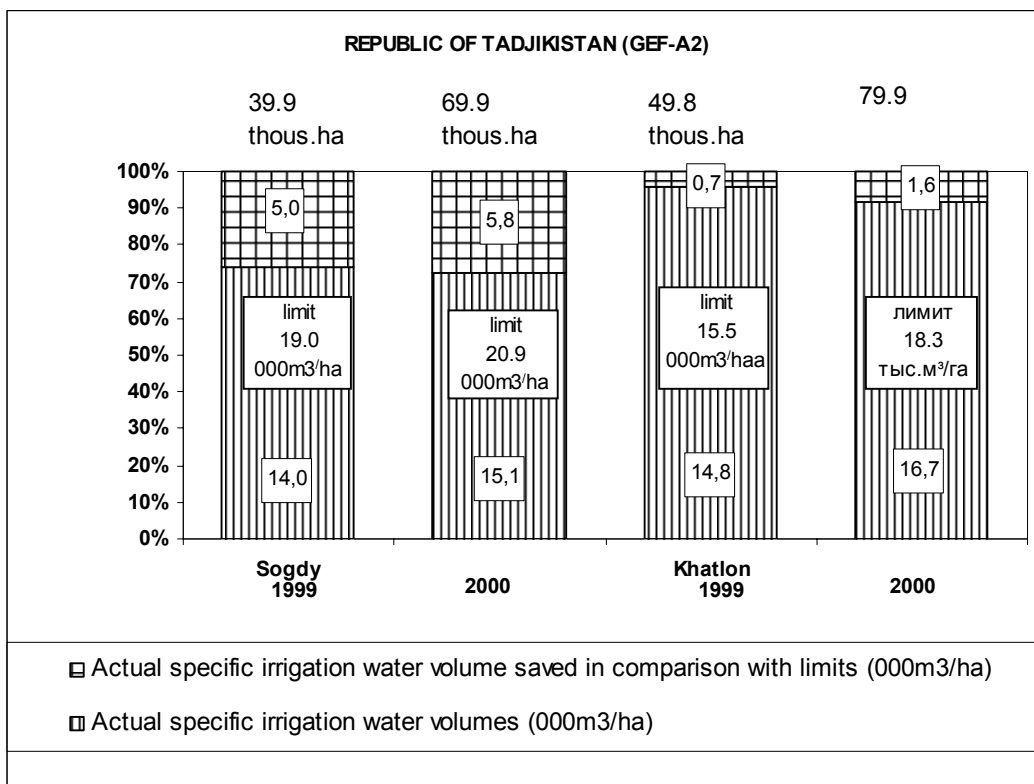 REPUBLIC OF TADJIKISTAN (GEF-A2)
39.9
thous.ha
69.9
thous.ha
49.8
thous.ha
79.9
100%
90%
80%
70%
60%
50%
40%
30%
20%
10%
0%
5,0
5,8
0,7
1,6
limit
19.0
000m3/ha
limit
20.9
000m3/ha
limit
15.5
000m3/haa
лимит
18.3
тыс.м³/га
14,0
15,1
14,8
16,7
Sogdy
1999
2000
Khatlon
1999
2000
Actual specific irrigation water volume saved in comparison with limits (000m3/ha)
Actual specific irrigation water volumes (000m3/ha)